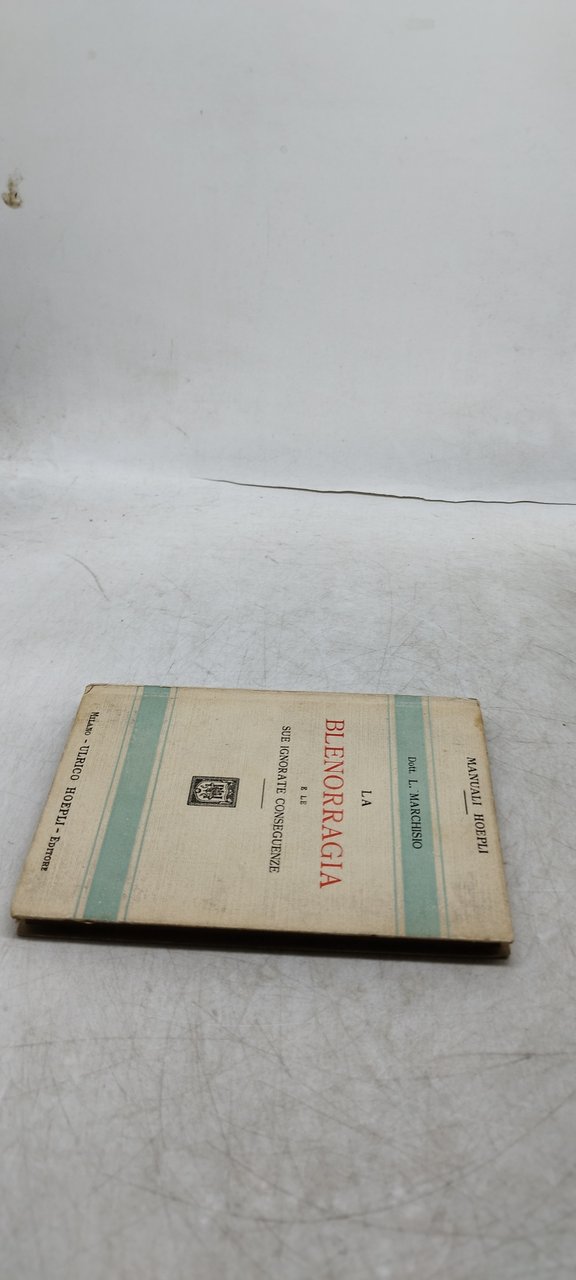 MANUALI HOEPLI
Dott. L. MARCHISIO
LA
BLENORRAGIA
E LE
SUE IGNORATE CONSEGUENZE
MILANO - ULRICO HOEPLI - EDITORE